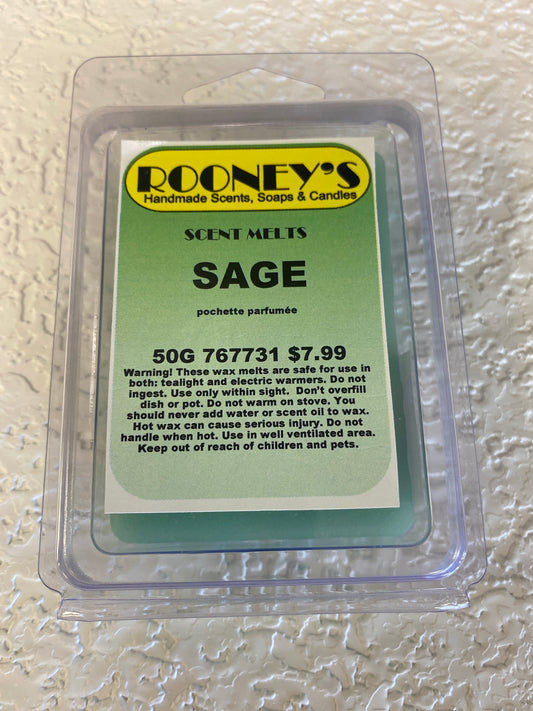 ROONEY'S
Handmade Scents, Soaps & Candles
SCENT MELTS
SAGE
pochette parfumée
50G 767731 $7.99
Warning! These wax melts are safe for use in
both: tealight and electric warmers. Do not
ingest. Use only within sight. Don't overfill
dish or pot. Do not warm on stove. You
should never add water or scent oil to wax.
Hot wax can cause serious injury. Do not
handle when hot. Use in well ventilated area.
Keep out of reach of children and pets.